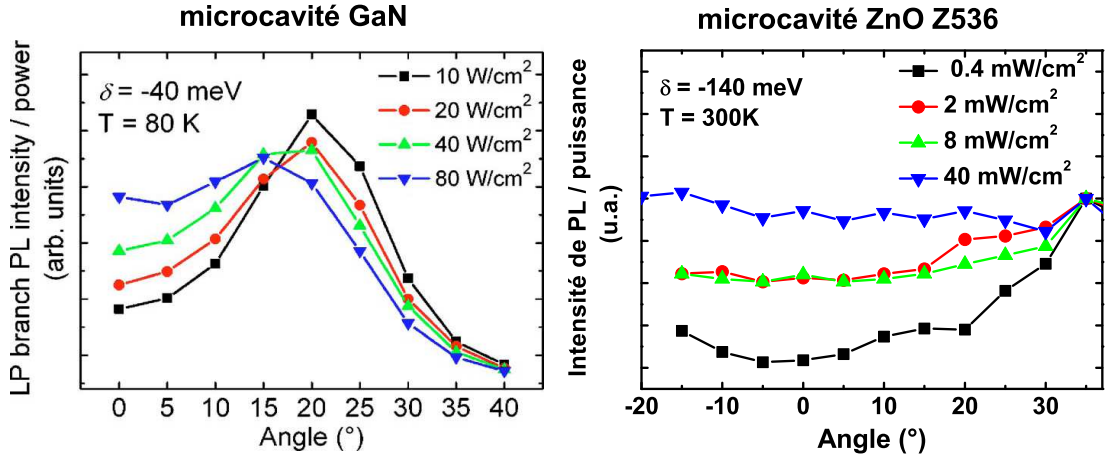 microcavité GaN
LP branch PL intensity / power
(arb. units)
δ = -40 meV
T = 80 K
10 W/cm²
20 W/cm²
40 W/cm²
80 W/cm²
0 5 10 15 20 25 30 35 40
Angle (°)
microcavité ZnO Z536
Intensité de PL / puissance
(u.a.)
δ = -140 meV
T = 300K
0.4 mW/cm²
2 mW/cm²
8 mW/cm²
40 mW/cm²
-20 -10 0 10 20 30
Angle (°)